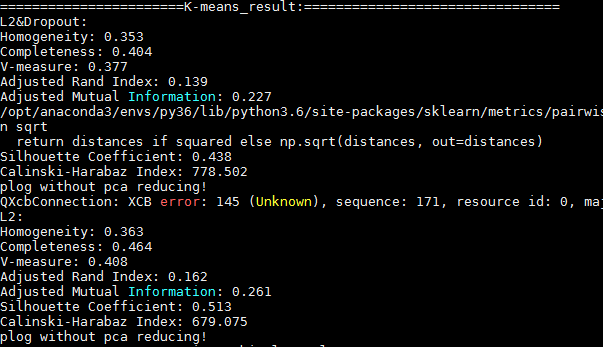 =======================K-means_result:================================
L2&Dropout:
Homogeneity: 0.353
Completeness: 0.404
V-measure: 0.377
Adjusted Rand Index: 0.139
Adjusted Mutual Information: 0.227
/opt/anaconda3/envs/py36/lib/python3.6/site-packages/sklearn/metrics/pairwis
n sqrt
  return distances if squared else np.sqrt(distances, out=distances)
Silhouette Coefficient: 0.438
Calinski-Harabaz Index: 778.502
plog without pca reducing!
QXcbConnection: XCB error: 145 (Unknown), sequence: 171, resource id: 0, maj
L2:
Homogeneity: 0.363
Completeness: 0.464
V-measure: 0.408
Adjusted Rand Index: 0.162
Adjusted Mutual Information: 0.261
Silhouette Coefficient: 0.513
Calinski-Harabaz Index: 679.075
plog without pca reducing!